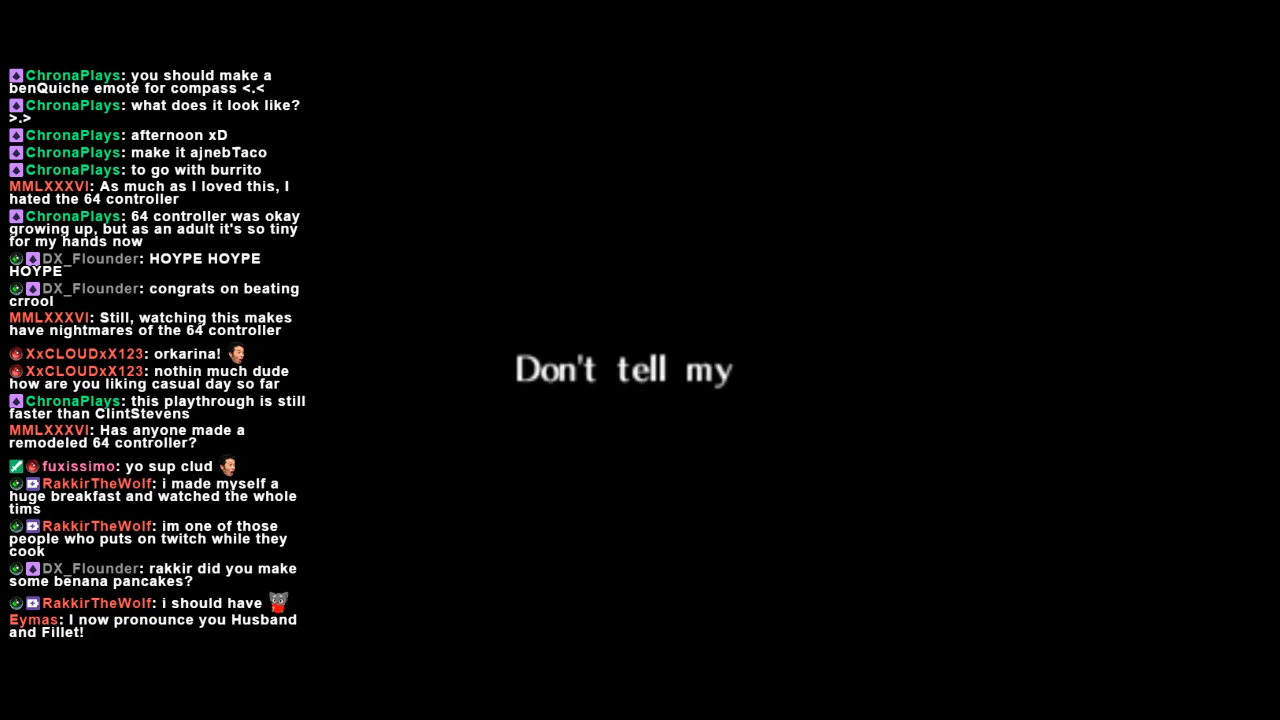 ChronaPlays: you should make a
benQuiche emote for compass <.<
ChronaPlays: what does it look like?
>.>
ChronaPlays: afternoon xD
ChronaPlays: make it ajnebTaco
ChronaPlays: to go with burrito
MMLXXXVI: As much as I loved this, I
hated the 64 controller
ChronaPlays: 64 controller was okay
growing up, but as an adult it's so tiny
for my hands now
DX_Flounder: HOYPE HOYPE
HOYPE
DX_Flounder: congrats on beating
crrool
MMLXXXVI: Still, watching this makes
have nightmares of the 64 controller
XxCLOUDxX123: orkarina!
XxCLOUDxX123: nothin much dude
how are you liking casual day so far
ChronaPlays: this playthrough is still
faster than ClintStevens
MMLXXXVI: Has anyone made a
remodeled 64 controller?
fuxissimo: yo sup clud
RakkirTheWolf: i made myself a
huge breakfast and watched the whole
tims
RakkirTheWolf: im one of those
people who puts on twitch while they
cook
DX_Flounder: rakkir did you make
some benana pancakes?
RakkirTheWolf: i should have
Eymas: I now pronounce you Husband
and Fillet!
Don't tell my